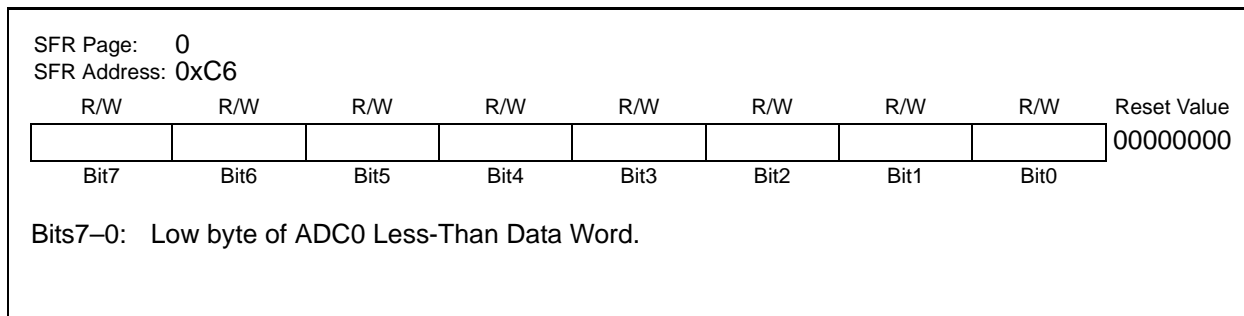 SFR Page: 0
SFR Address: 0xC6
R/W R/W R/W R/W R/W R/W R/W R/W Reset Value
00000000
Bit7 Bit6 Bit5 Bit4 Bit3 Bit2 Bit1 Bit0
Bits7–0: Low byte of ADC0 Less-Than Data Word.